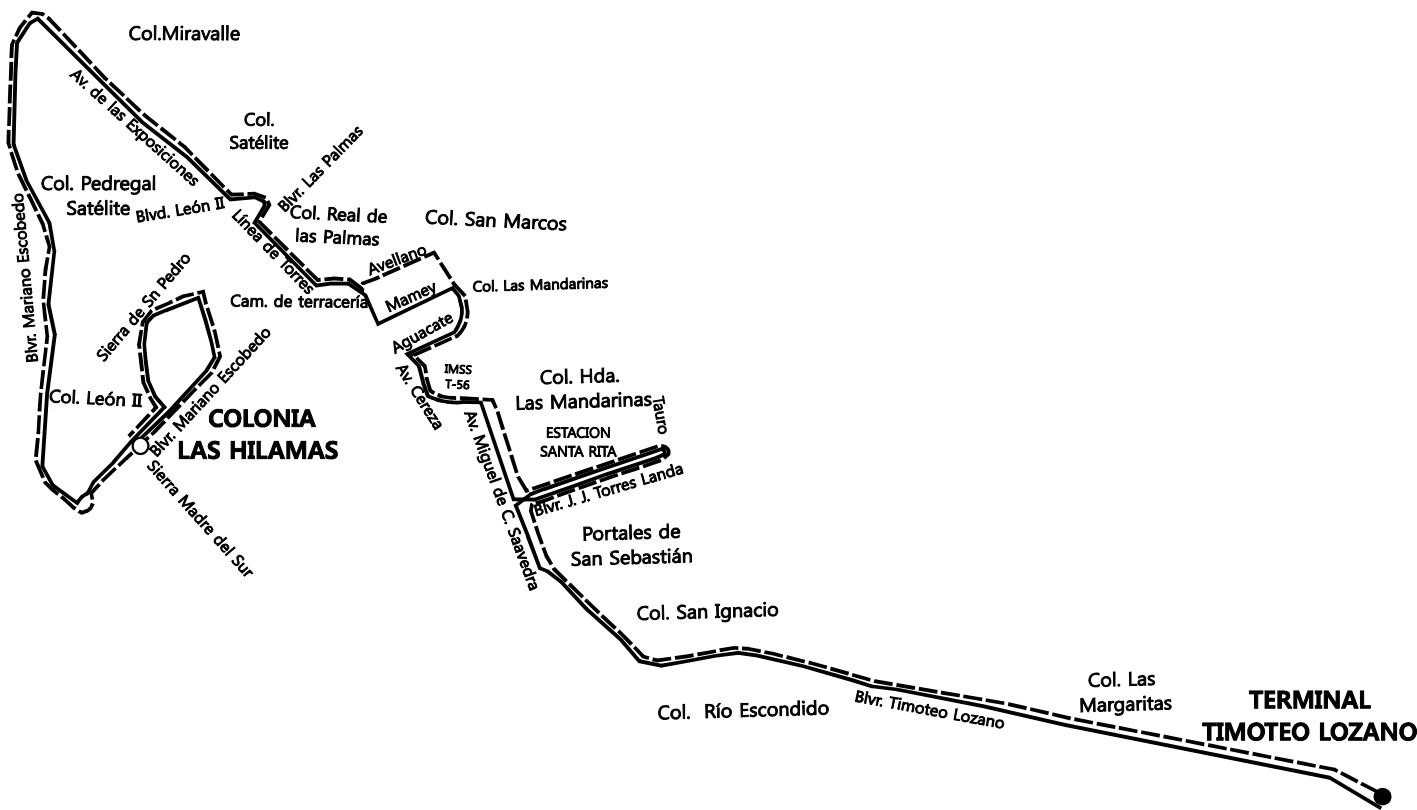 Col.Miravalle
Av. de las Exposiciones
Col.
Satélite
Blvr. Las Palmas
Col. Pedregal
Satélite
Blvd. León II
Línea de Torres
Col. Real de
las Palmas
Col. San Marcos
Blvr. Mariano Escobedo
Avellano
Mamey
Col. Las Mandarinas
Cam. de terracería
Sierra de Sn Pedro
Aguacate
Av. Cereza
IMSS
T-56
Col. Hda.
Las Mandarinas
Tauro
Col. León II
Blvr. Mariano Escobedo
COLONIA
LAS HILAMAS
Sierra Madre del Sur
ESTACION
SANTA RITA
Av. Miguel de C. Saavedra
Blvr. J. J. Torres Landa
Portales de
San Sebastián
Col. San Ignacio
Col. Río Escondido
Blvr. Timoteo Lozano
Col. Las
Margaritas
TERMINAL
TIMOTEO LOZANO